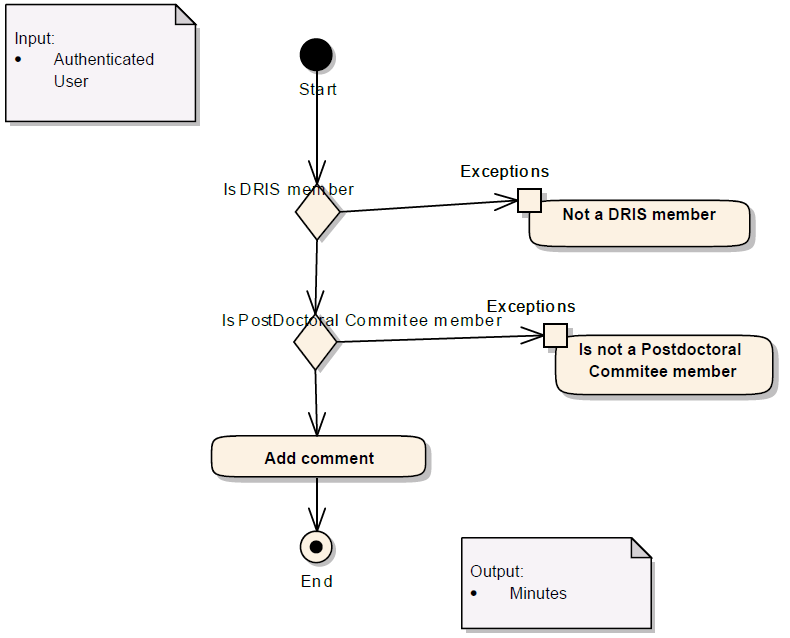 Input:
• Authenticated
User
Start
Exceptions
Is DRIS member
Not a DRIS member
Exceptions
Is PostDoctoral Commitee member
Is not a Postdoctoral
Commitee member
Add comment
End
Output:
• Minutes